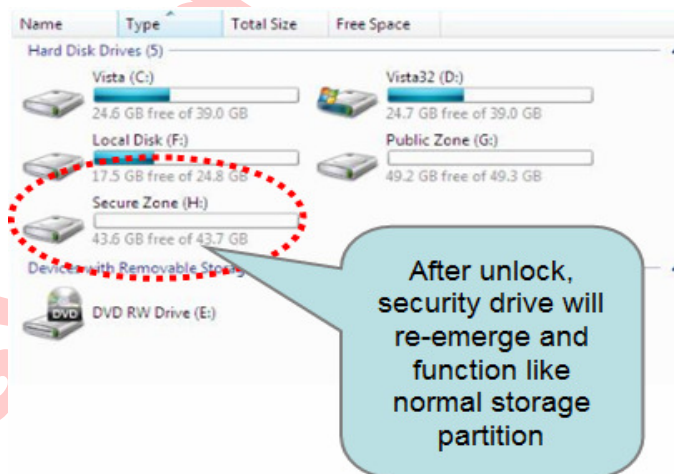 Name Type Total Size Free Space
Hard Disk Drives (5)
Vista (C:) Vista32 (D:)
24.6 GB free of 39.0 GB 24.7 GB free of 39.0 GB
Local Disk (F:) Public Zone (G:)
17.5 GB free of 24.8 GB 49.2 GB free of 49.3 GB
Secure Zone (H:)
43.6 GB free of 43.7 GB
Devices with Removable
DVD RW Drive (E:)
DVD
After unlock,
security drive will
re-emerge and
function like
normal storage
partition